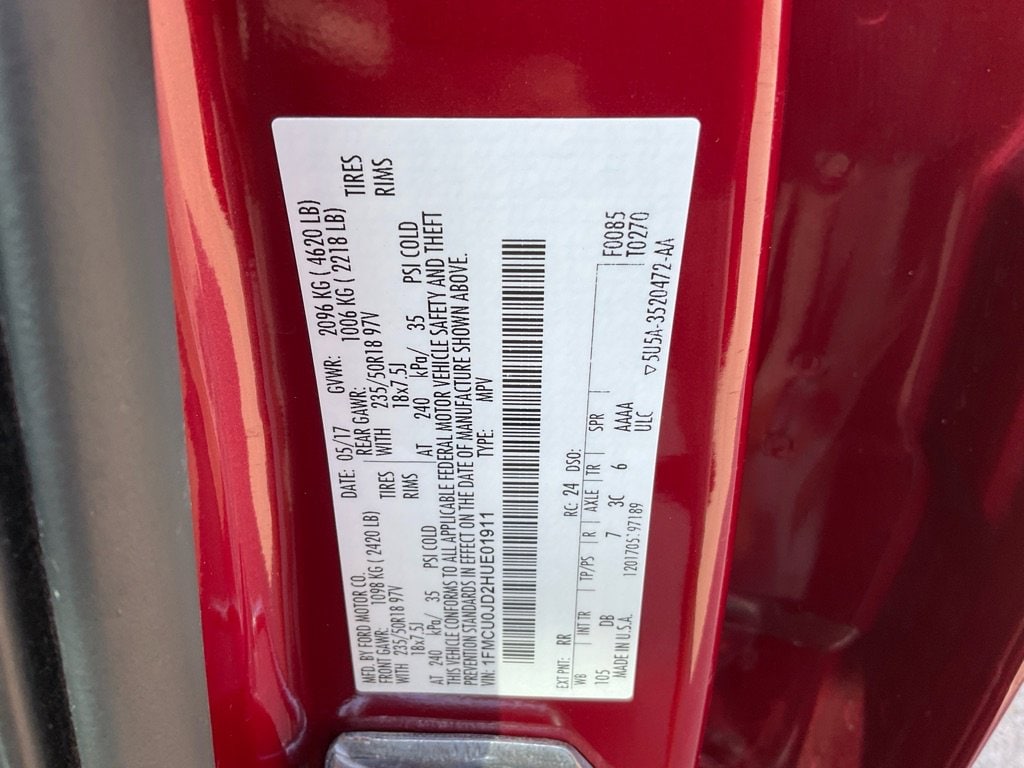 MFD. BY FORD MOTOR CO. DATE: 05/17 GVWR: 2096 KG ( 4620 LB)
FRONT GAWR: 1098 KG ( 2420 LB) REAR GAWR: 1006 KG ( 2218 LB)
WITH 235/50R18 97V TIRES WITH 235/50R18 97V TIRES
18x7.5J RIMS 18x7.5J RIMS
AT 240 kPa/ 35 PSI COLD AT 240 kPa/ 35 PSI COLD
THIS VEHICLE CONFORMS TO ALL APPLICABLE FEDERAL MOTOR VEHICLE SAFETY AND THEFT
PREVENTION STANDARDS IN EFFECT ON THE DATE OF MANUFACTURE SHOWN ABOVE.
VIN: 1FMCU0JD2HUE01911 TYPE: MPV
EXT PNT: RR RC: 24 DSO: F0085
WB INT TR TP/PS R AXLE TR SPR T0270
105 DB 7 3C 6 AAAA
MADE IN U.S.A. 1201705197189 ULC
▽5U5A-3520472-AA